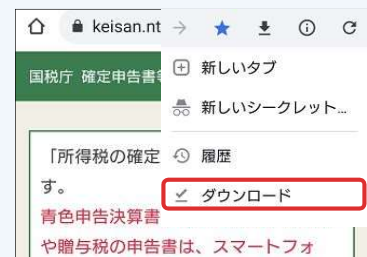 keisan.nt
国税庁 確定申告書等
新しいタブ
新しいシークレット…
「所得税の確定
履歴
す。
ダウンロード
青色申告決算書
や贈与税の申告書は、スマートフォ